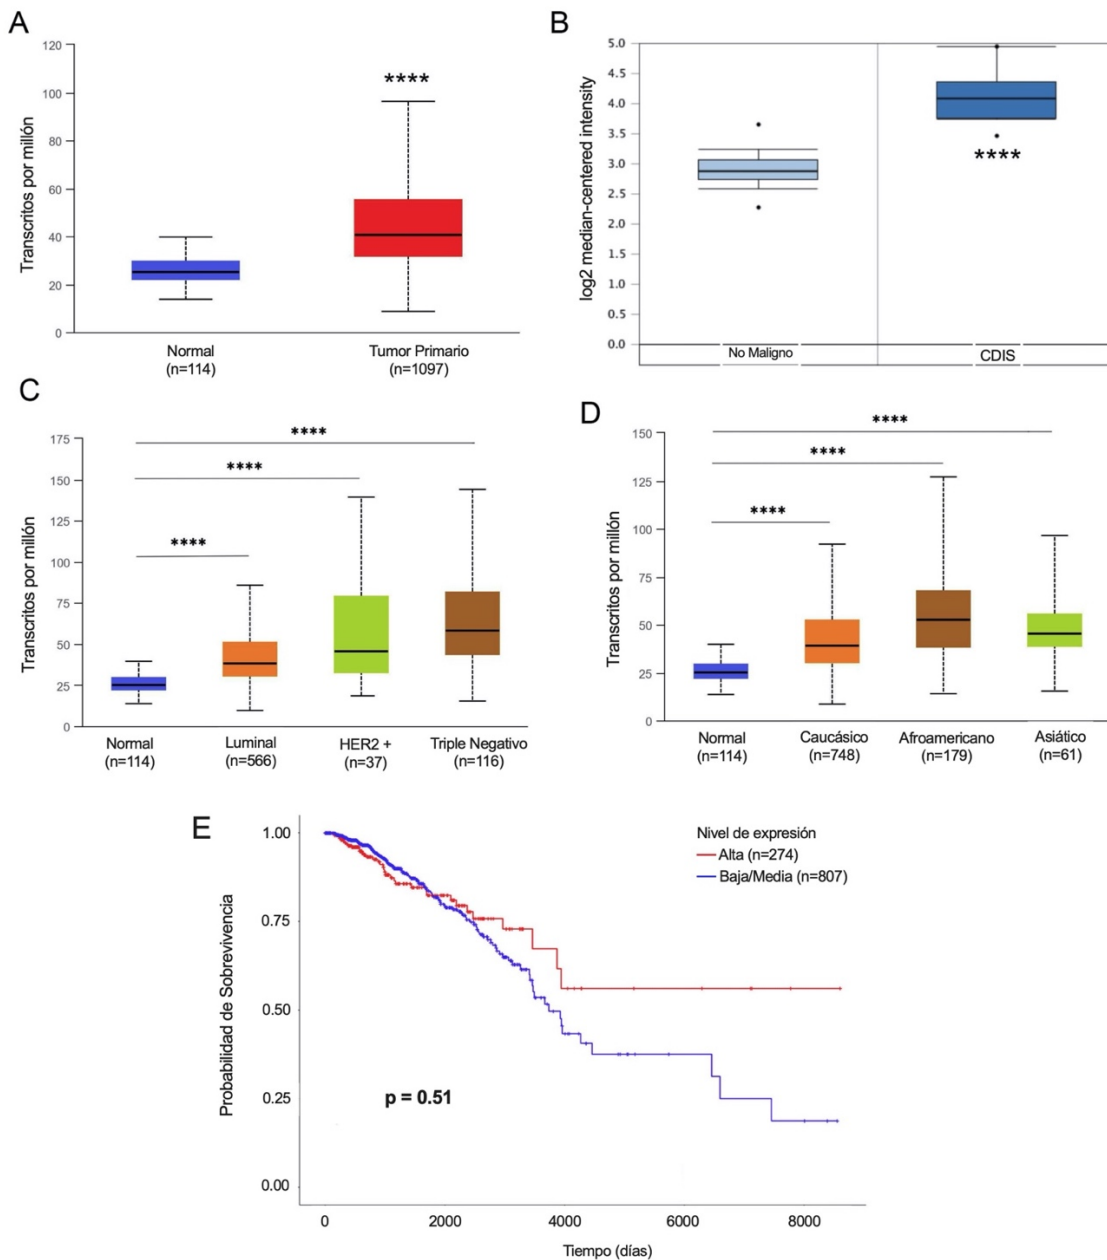 A
Transcritos por millón
120
100
80
60
40
20
0
****
Normal
(n=114)
Tumor Primario
(n=1097)
B
log2 median-centered intensity
5.0
4.5
4.0
3.5
3.0
2.5
2.0
1.5
1.0
0.5
0.0
****
No Maligno
CDIS
C
Transcritos por millón
175
150
125
100
75
50
25
0
****
****
****
Normal
(n=114)
Luminal
(n=566)
HER2 +
(n=37)
Triple Negativo
(n=116)
D
Transcritos por millón
150
125
100
75
50
25
0
****
****
****
Normal
(n=114)
Caucásico
(n=748)
Afroamericano
(n=179)
Asiático
(n=61)
E
Probabilidad de Sobrevivencia
1.00
0.75
0.50
0.25
0.00
Nivel de expresión
Alta (n=274)
Baja/Media (n=807)
p = 0.51
0
2000
4000
6000
8000
Tiempo (días)